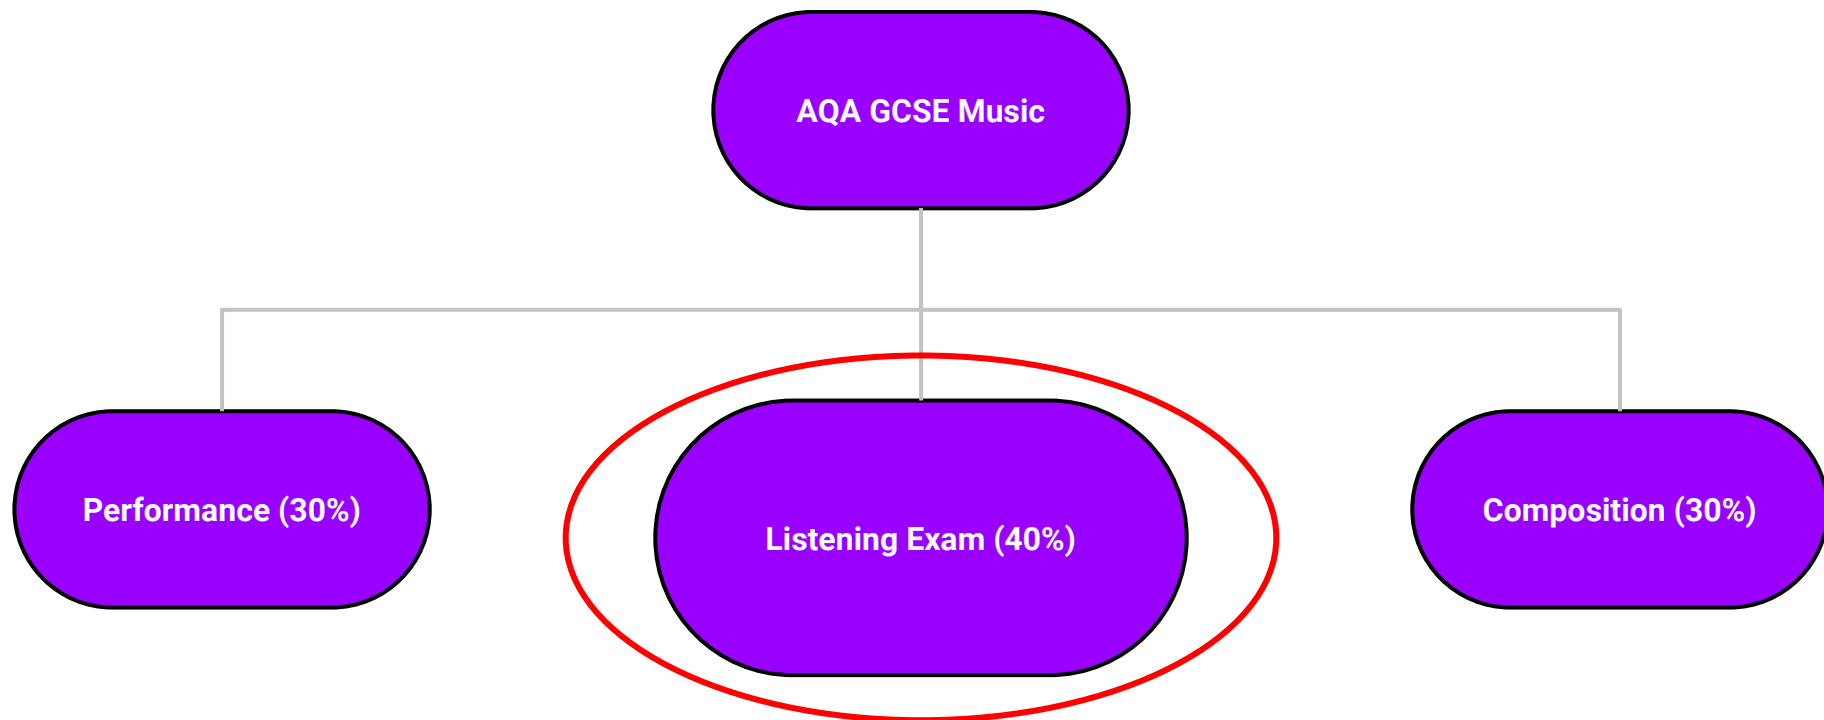 AQA GCSE Music
Performance (30%)
Listening Exam (40%)
Composition (30%)